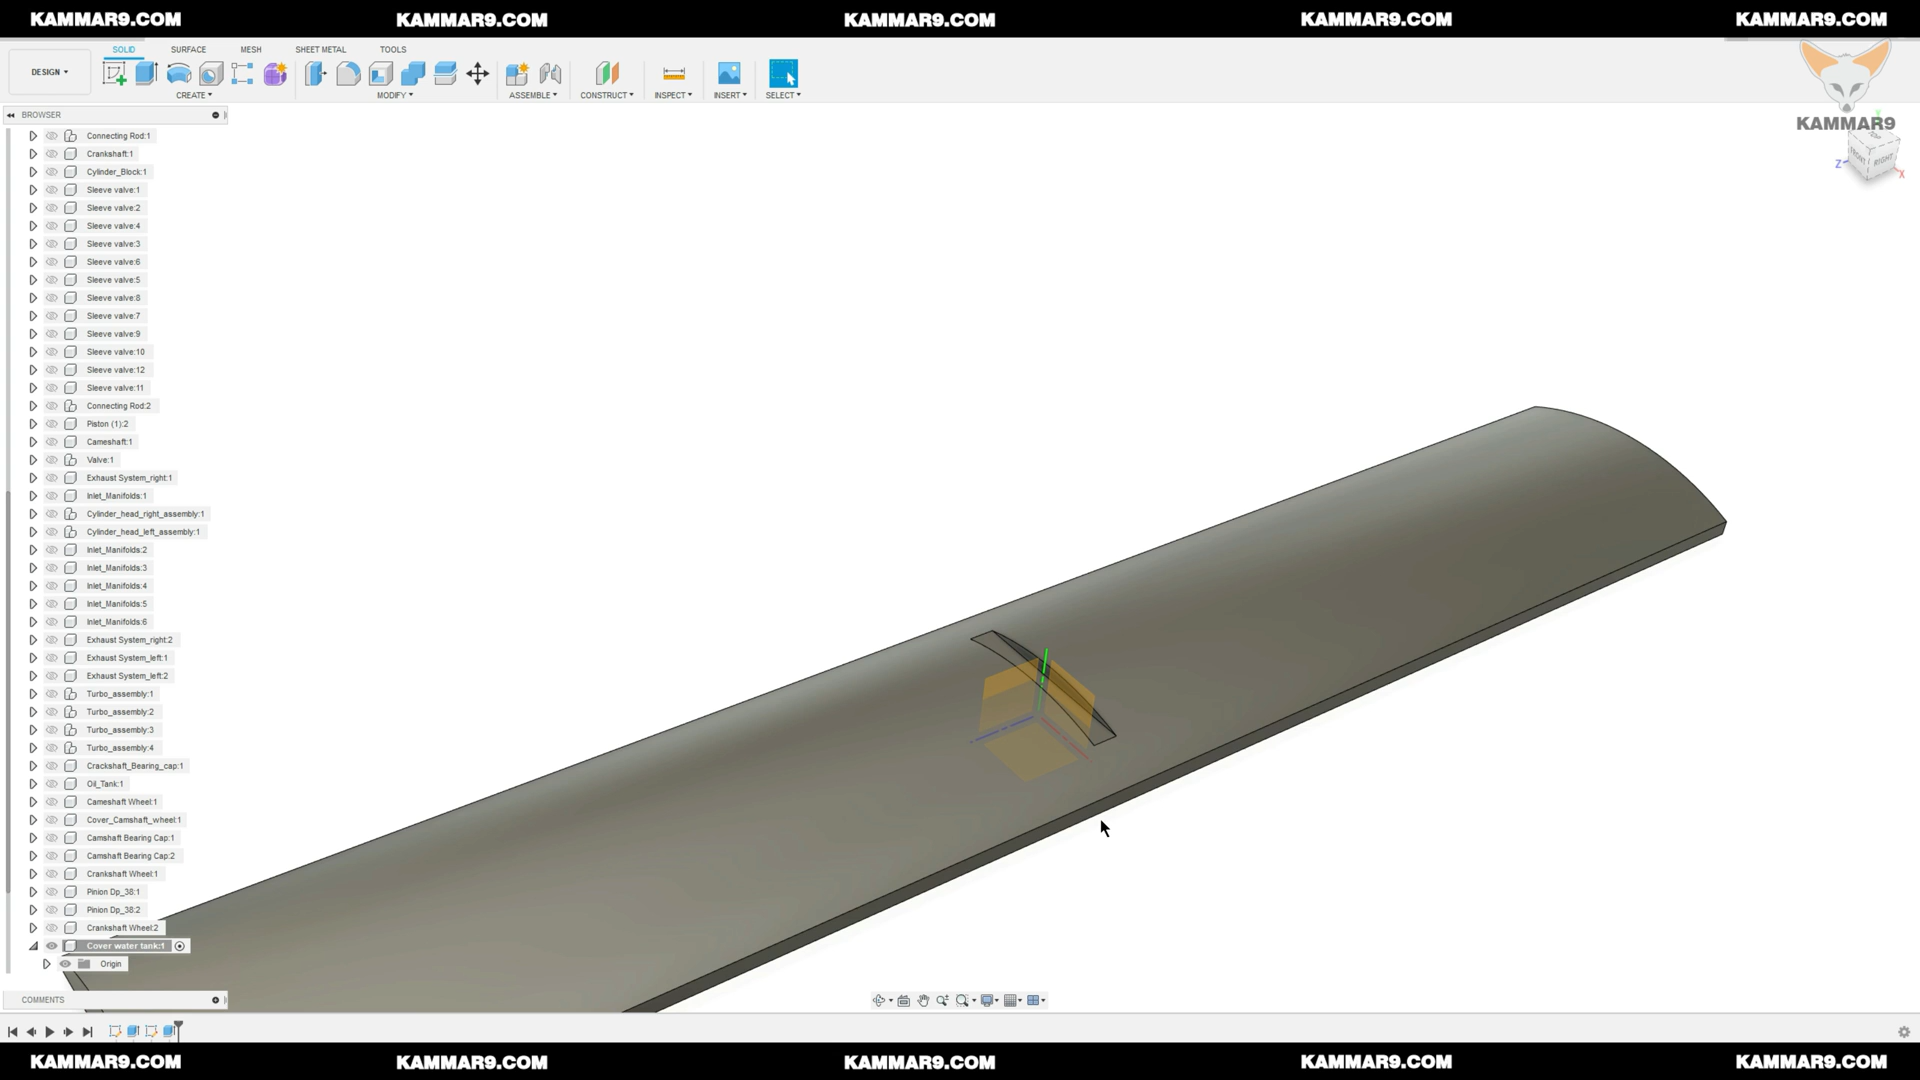 KAMMAR9.COM KAMMAR9.COM KAMMAR9.COM KAMMAR9.COM KAMMAR9.COM
SOLID SURFACE MESH SHEET METAL TOOLS
DESIGN
CREATE MODIFY ASSEMBLE CONSTRUCT INSPECT INSERT SELECT
BROWSER
KAMMAR9
TOP
FRONT RIGHT
Z X
Connecting Rod:1
Crankshaft:1
Cylinder_Block:1
Sleeve valve:1
Sleeve valve:2
Sleeve valve:4
Sleeve valve:3
Sleeve valve:6
Sleeve valve:5
Sleeve valve:8
Sleeve valve:7
Sleeve valve:9
Sleeve valve:10
Sleeve valve:12
Sleeve valve:11
Connecting Rod:2
Piston (1):2
Cameshaft:1
Valve:1
Exhaust System_right:1
Inlet_Manifolds:1
Cylinder_head_right_assembly:1
Cylinder_head_left_assembly:1
Inlet_Manifolds:2
Inlet_Manifolds:3
Inlet_Manifolds:4
Inlet_Manifolds:5
Inlet_Manifolds:6
Exhaust System_right:2
Exhaust System_left:1
Exhaust System_left:2
Turbo_assembly:1
Turbo_assembly:2
Turbo_assembly:3
Turbo_assembly:4
Crackshaft_Bearing_cap:1
Oil_Tank:1
Cameshaft Wheel:1
Cover_Camshaft_wheel:1
Camshaft Bearing Cap:1
Camshaft Bearing Cap:2
Crankshaft Wheel:1
Pinion Dp_38:1
Pinion Dp_38:2
Crankshaft Wheel:2
Cover water tank:1
Origin
COMMENTS
KAMMAR9.COM KAMMAR9.COM KAMMAR9.COM KAMMAR9.COM KAMMAR9.COM